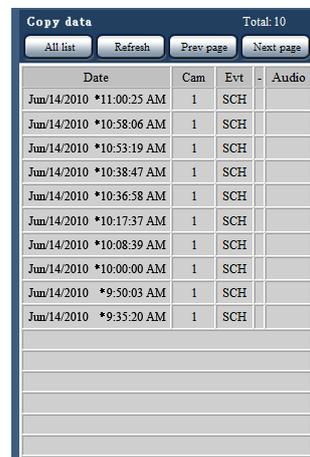 Copy data Total: 10
All list Refresh Prev page Next page
Date Cam Evt - Audio
Jun/14/2010 *11:00:25 AM 1 SCH
Jun/14/2010 *10:58:06 AM 1 SCH
Jun/14/2010 *10:53:19 AM 1 SCH
Jun/14/2010 *10:38:47 AM 1 SCH
Jun/14/2010 *10:36:58 AM 1 SCH
Jun/14/2010 *10:17:37 AM 1 SCH
Jun/14/2010 *10:08:39 AM 1 SCH
Jun/14/2010 *10:00:00 AM 1 SCH
Jun/14/2010 *9:50:03 AM 1 SCH
Jun/14/2010 *9:35:20 AM 1 SCH